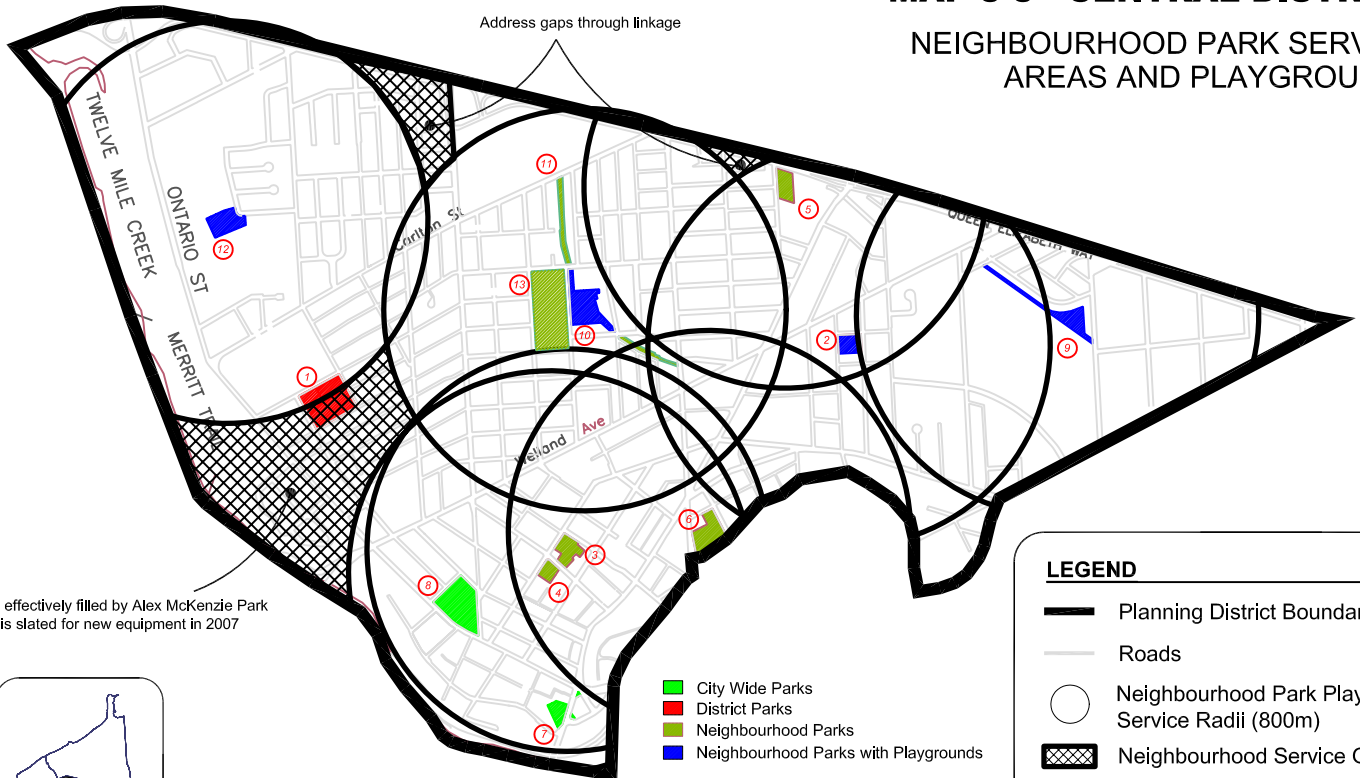 NEIGHBOURHOOD PARK SERV
AREAS AND PLAYGROU
Address gaps through linkage
TWELVE MILE CREEK
ONTARIO ST
MERRITT
Carlton St
QUEEN ELIZABETH WAY
Welland Ave
11
5
12
13
10
2
9
1
6
3
4
8
7
effectively filled by Alex McKenzie Park
is slated for new equipment in 2007
City Wide Parks
District Parks
Neighbourhood Parks
Neighbourhood Parks with Playgrounds
LEGEND
Planning District Boundar
Roads
Neighbourhood Park Play
Service Radii (800m)
Neighbourhood Service G